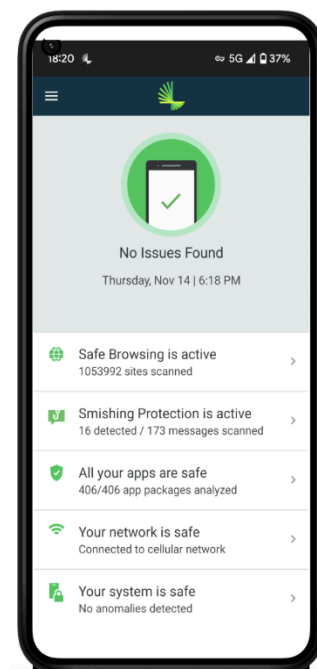 18:20 5G 37%
No Issues Found
Thursday, Nov 14 | 6:18 PM
Safe Browsing is active
1053992 sites scanned
Smishing Protection is active
16 detected / 173 messages scanned
All your apps are safe
406/406 app packages analyzed
Your network is safe
Connected to cellular network
Your system is safe
No anomalies detected